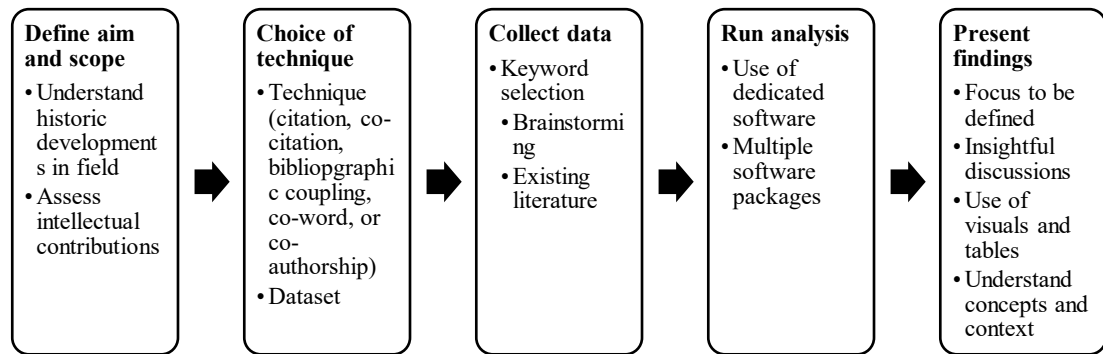 Define aim
and scope
• Understand
historic
development
s in field
• Assess
intellectual
contributions
Choice of
technique
• Technique
(citation, co-
citation,
bibliopgraphi
c coupling,
co-word, or
co-
authorship)
• Dataset
Collect data
• Keyword
selection
• Brainstormi
ng
• Existing
literature
Run analysis
• Use of
dedicated
software
• Multiple
software
packages
Present
findings
• Focus to be
defined
• Insightful
discussions
• Use of
visuals and
tables
• Understand
concepts and
context